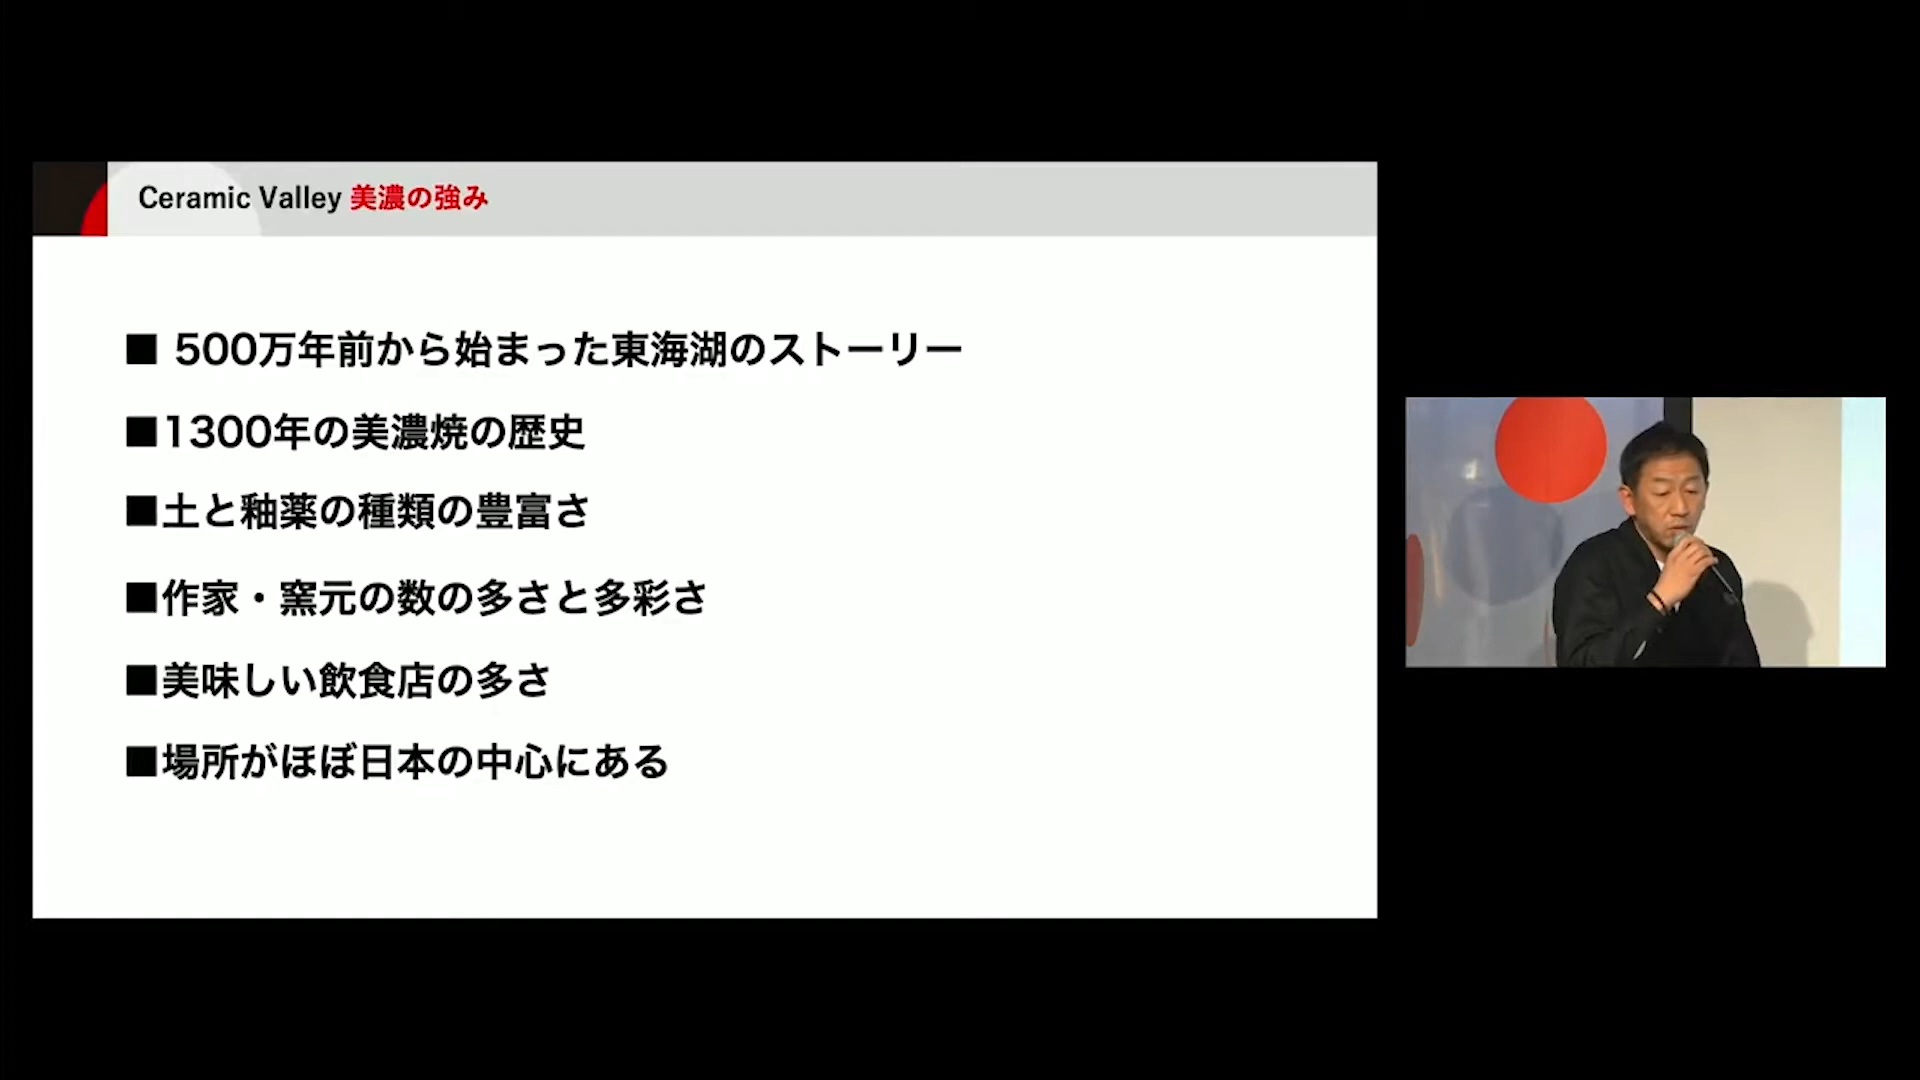 Ceramic Valley 美濃の強み
■ 500万年前から始まった東海湖のストーリー
■1300年の美濃焼の歴史
■土と釉薬の種類の豊富さ
■作家・窯元の数の多さと多彩さ
■美味しい飲食店の多さ
■場所がほぼ日本の中心にある